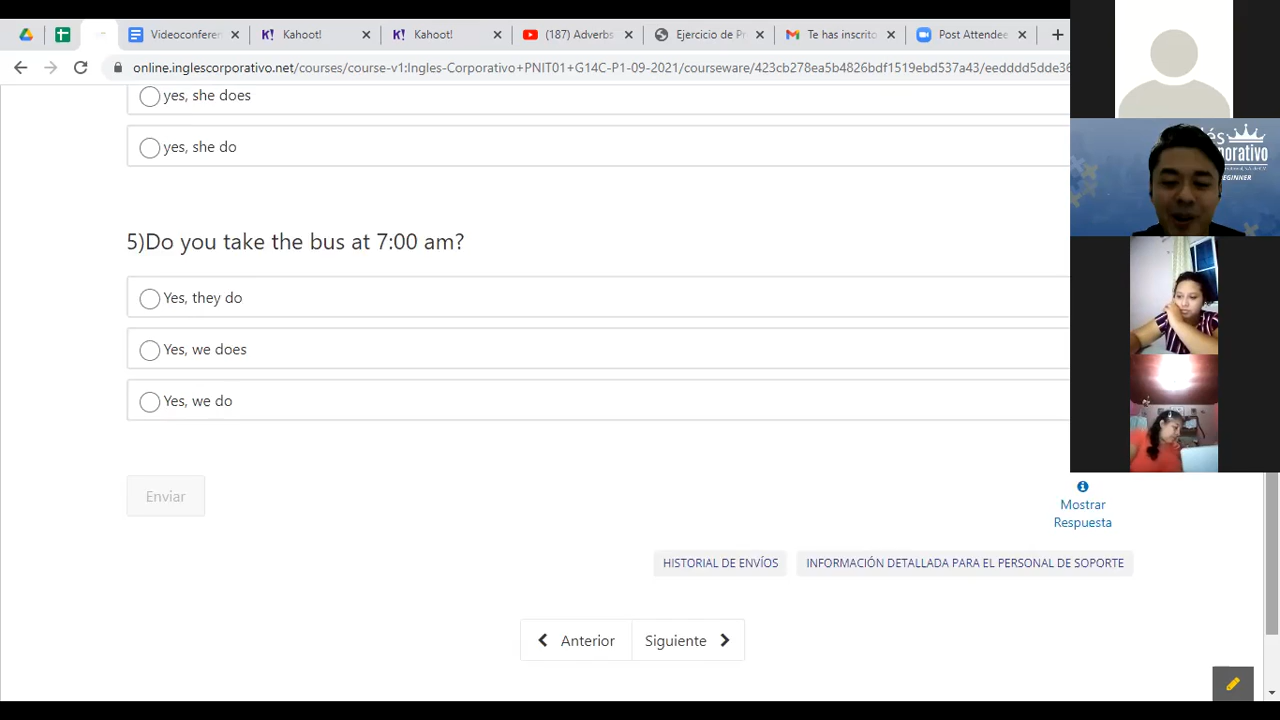 Videoconfere
Kahoot!
Kahoot!
(187) Adverbs
Ejercicio de Pr
Te has inscrito
Post Attendee
online.inglescorporativo.net/courses/course-v1:Ingles-Corporativo+PNIT01+G14C-P1-09-2021/courseware/423cb278ea5b4826bdf1519ebd537a43/eedddd5dde36
yes, she does
yes, she do
5)Do you take the bus at 7:00 am?
Yes, they do
Yes, we does
Yes, we do
Enviar
Mostrar
Respuesta
HISTORIAL DE ENVÍOS
INFORMACIÓN DETALLADA PARA EL PERSONAL DE SOPORTE
Anterior
Siguiente